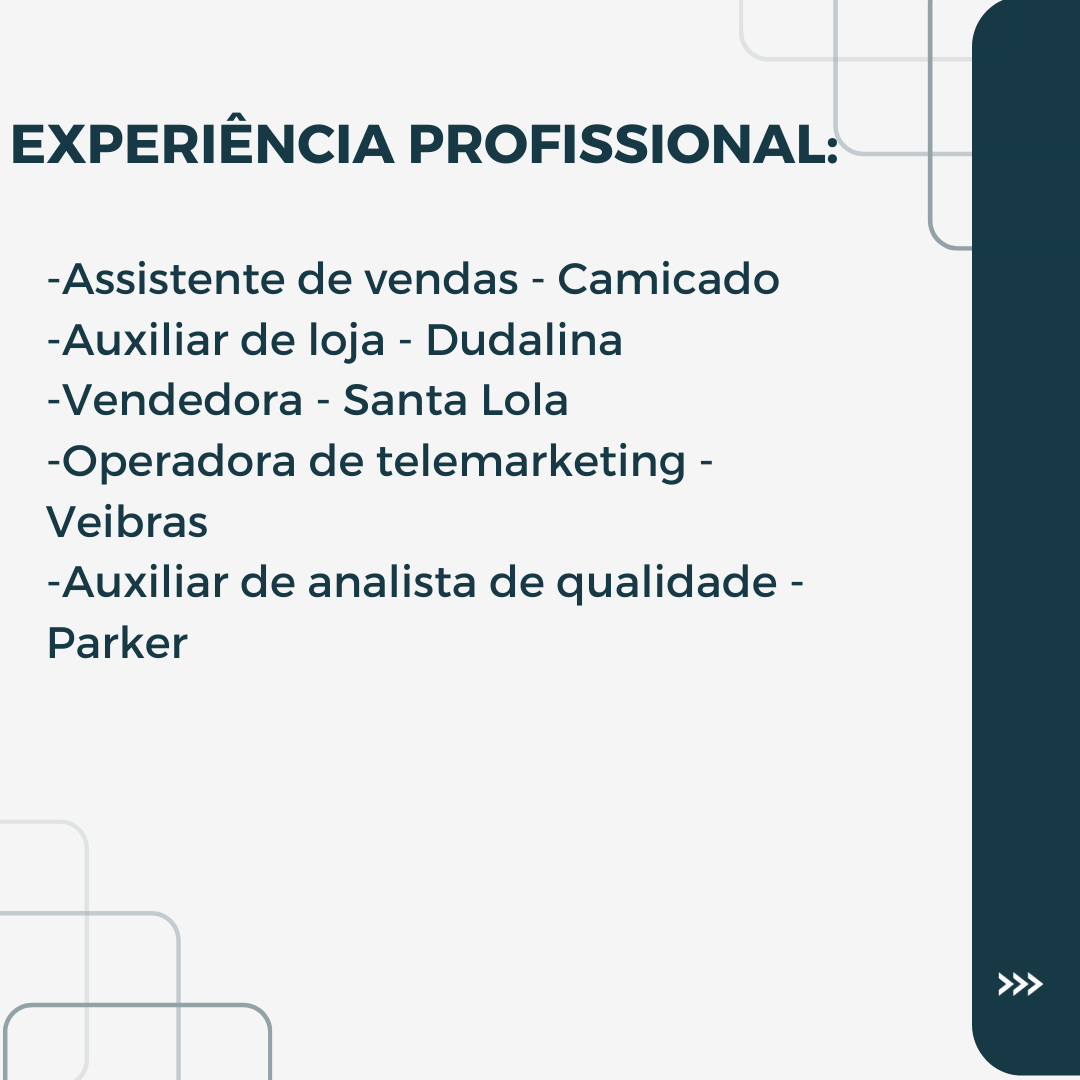 EXPERIÊNCIA PROFISSIONAL:
-Assistente de vendas - Camicado
-Auxiliar de loja - Dudalina
-Vendedora - Santa Lola
-Operadora de telemarketing -
Veibras
-Auxiliar de analista de qualidade -
Parker